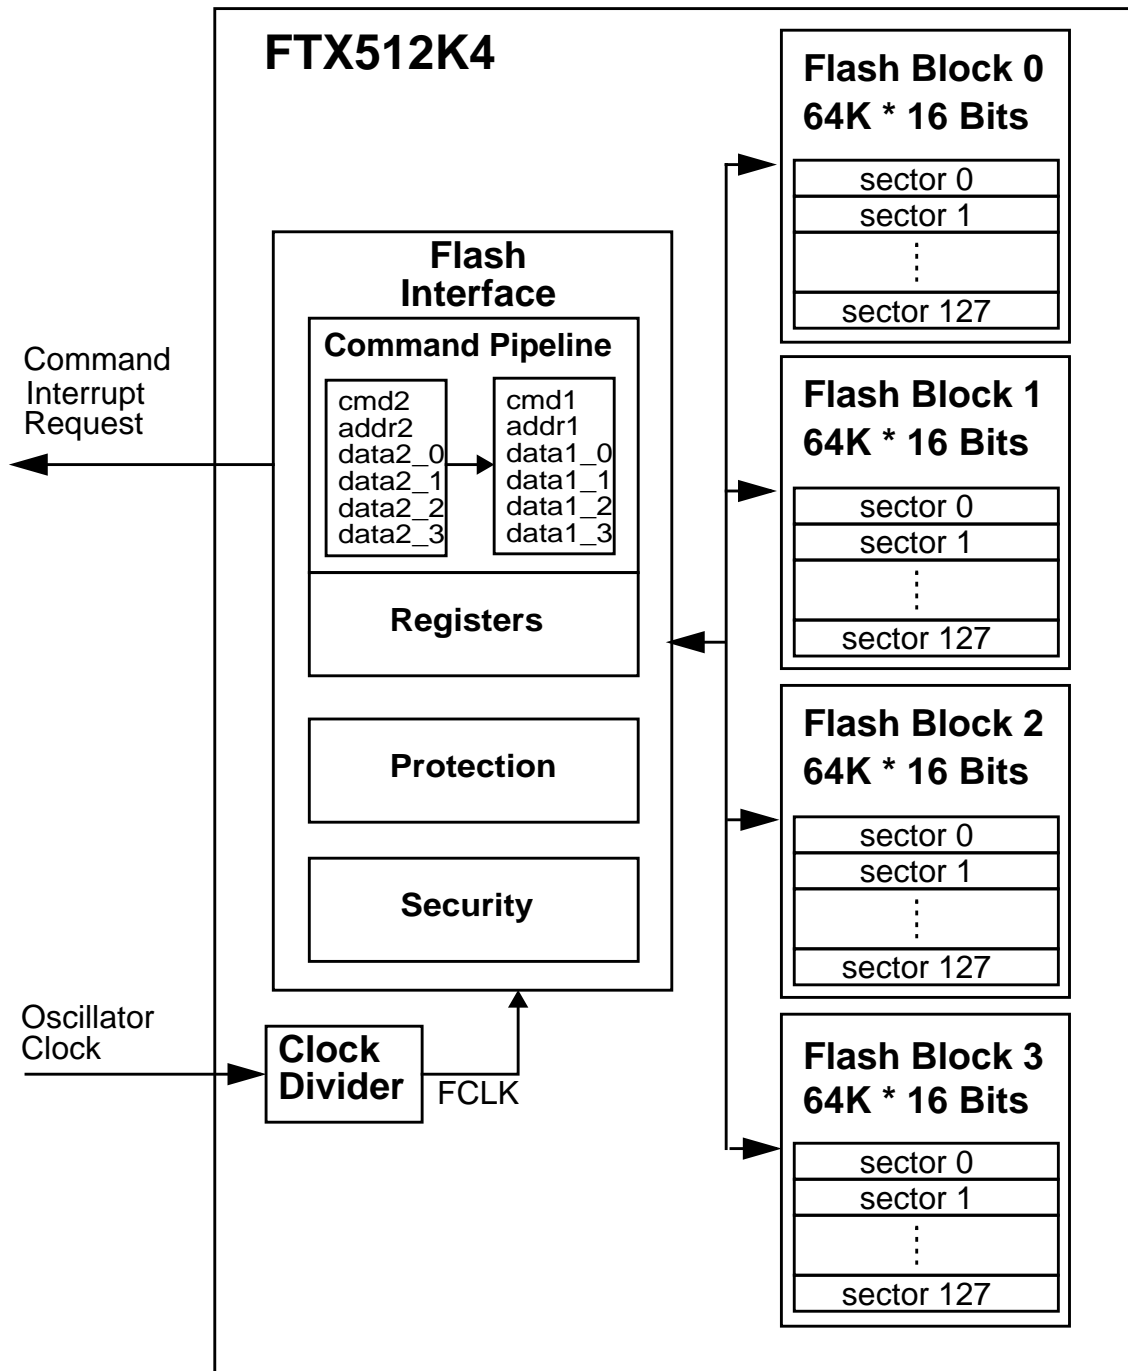 FTX512K4
Flash
Interface
Command Pipeline
cmd2
addr2
data2_0
data2_1
data2_2
data2_3
cmd1
addr1
data1_0
data1_1
data1_2
data1_3
Registers
Protection
Security
Command
Interrupt
Request
Oscillator
Clock
Clock
Divider
FCLK
Flash Block 0
64K * 16 Bits
sector 0
sector 1
sector 127
Flash Block 1
64K * 16 Bits
sector 0
sector 1
sector 127
Flash Block 2
64K * 16 Bits
sector 0
sector 1
sector 127
Flash Block 3
64K * 16 Bits
sector 0
sector 1
sector 127